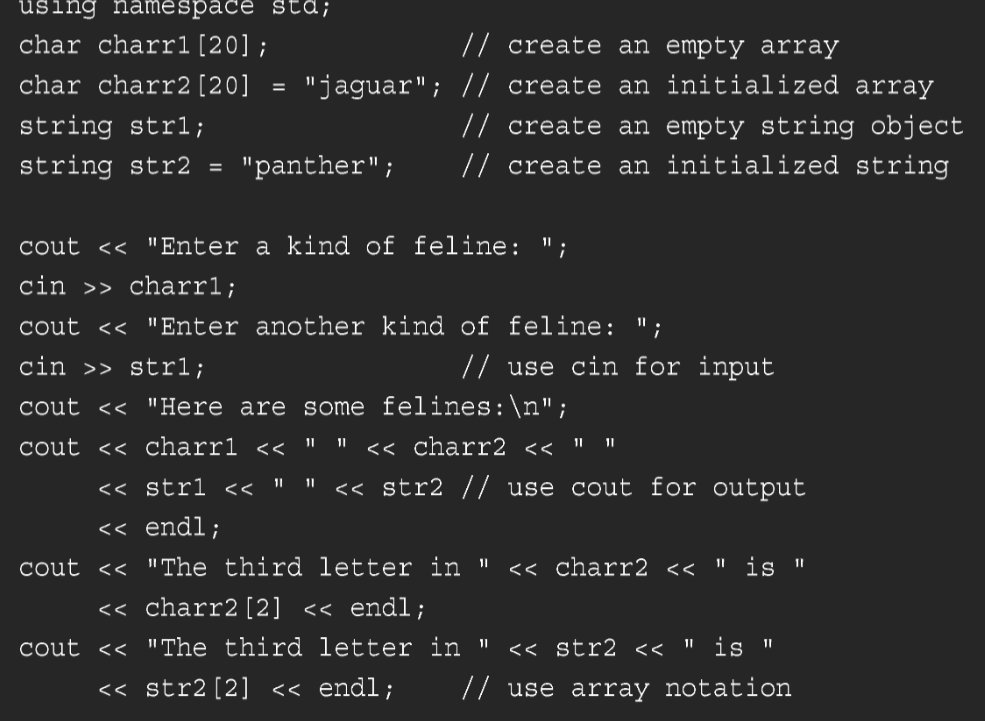 using namespace std;
char charr1[20];            // create an empty array
char charr2[20] = "jaguar"; // create an initialized array
string str1;                // create an empty string object
string str2 = "panther";    // create an initialized string
cout << "Enter a kind of feline: ";
cin >> charr1;
cout << "Enter another kind of feline: ";
cin >> str1;                // use cin for input
cout << "Here are some felines:\n";
cout << charr1 << " " << charr2 << " "
     << str1 << " " << str2 // use cout for output
     << endl;
cout << "The third letter in " << charr2 << " is "
     << charr2[2] << endl;
cout << "The third letter in " << str2 << " is "
     << str2[2] << endl;    // use array notation